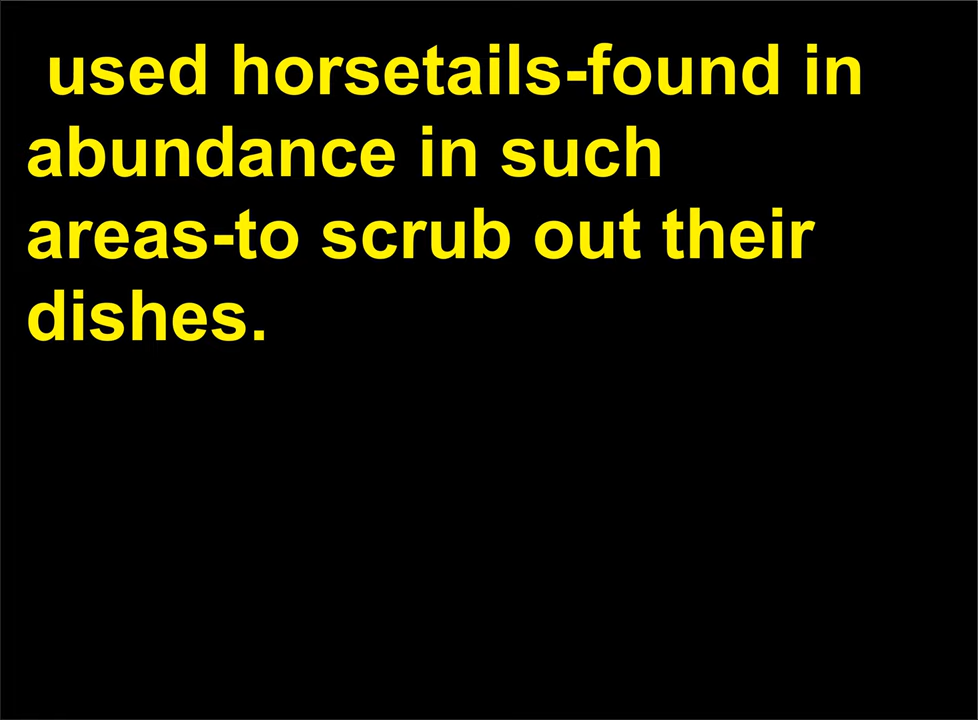 used horsetails-found in
abundance in such
areas-to scrub out their
dishes.